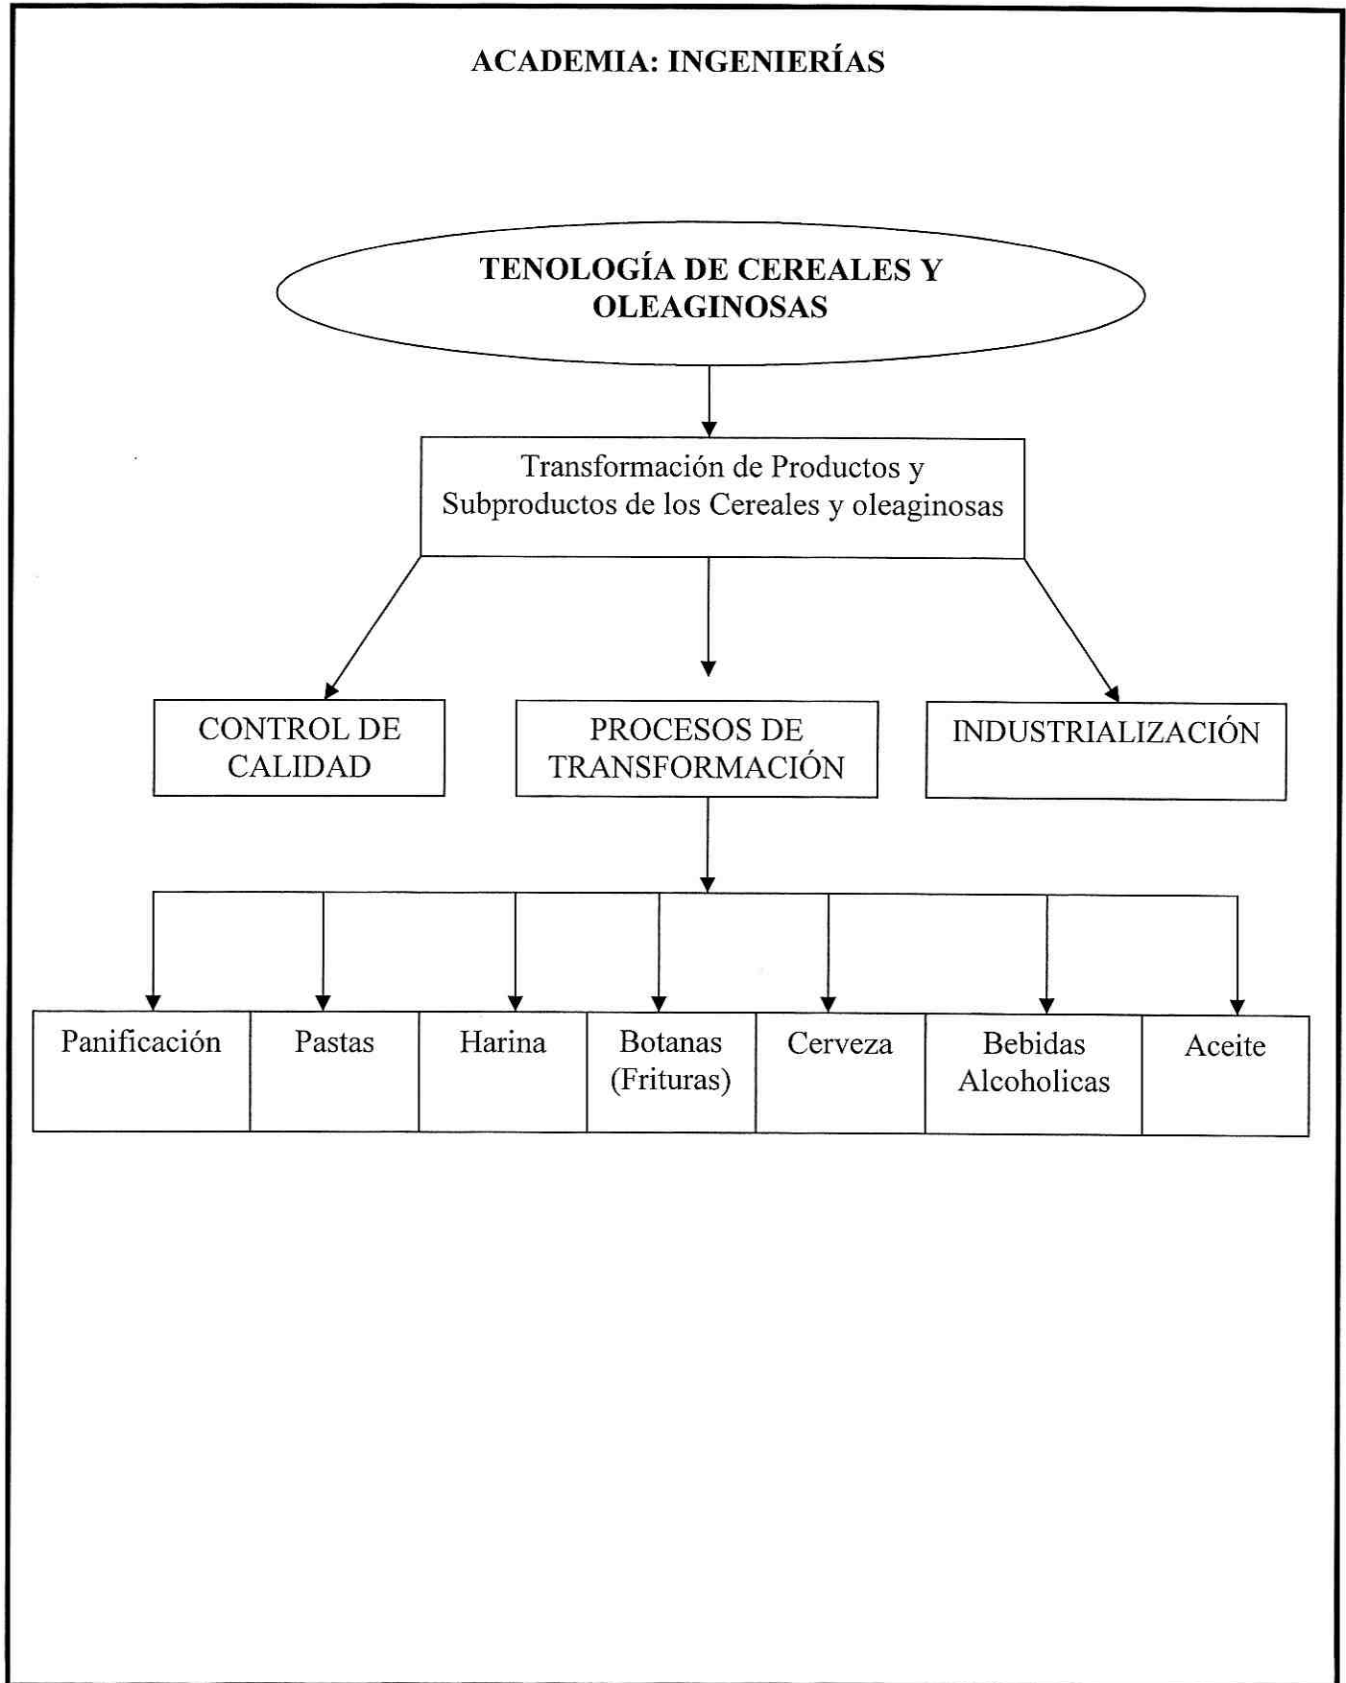 ACADEMIA: INGENIERÍAS
TENOLOGÍA DE CEREALES Y
OLEAGINOSAS
Transformación de Productos y
Subproductos de los Cereales y oleaginosas
CONTROL DE
CALIDAD
PROCESOS DE
TRANSFORMACIÓN
INDUSTRIALIZACIÓN
Panificación
Pastas
Harina
Botanas
(Frituras)
Cerveza
Bebidas
Alcoholicas
Aceite